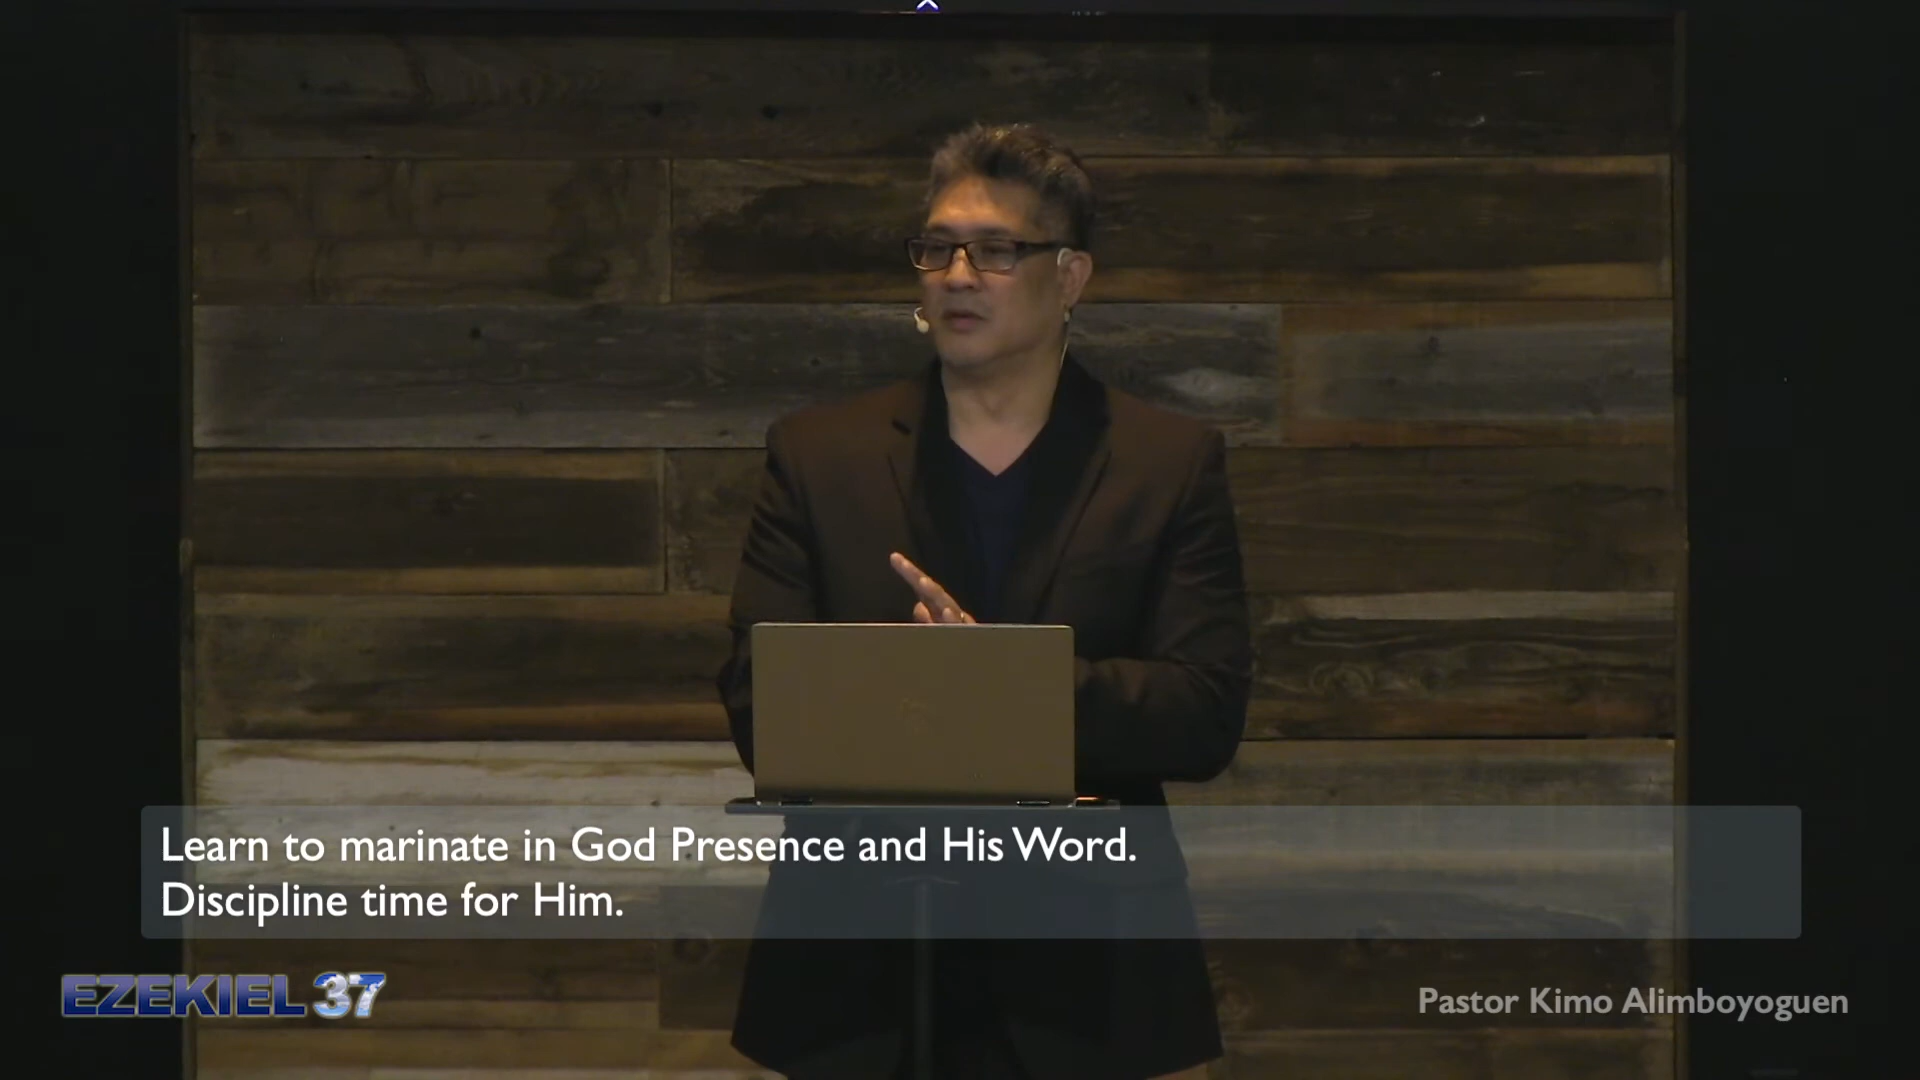 Learn to marinate in God Presence and His Word.
Discipline time for Him.
EZEKIEL 37
Pastor Kimo Alimboyoguen